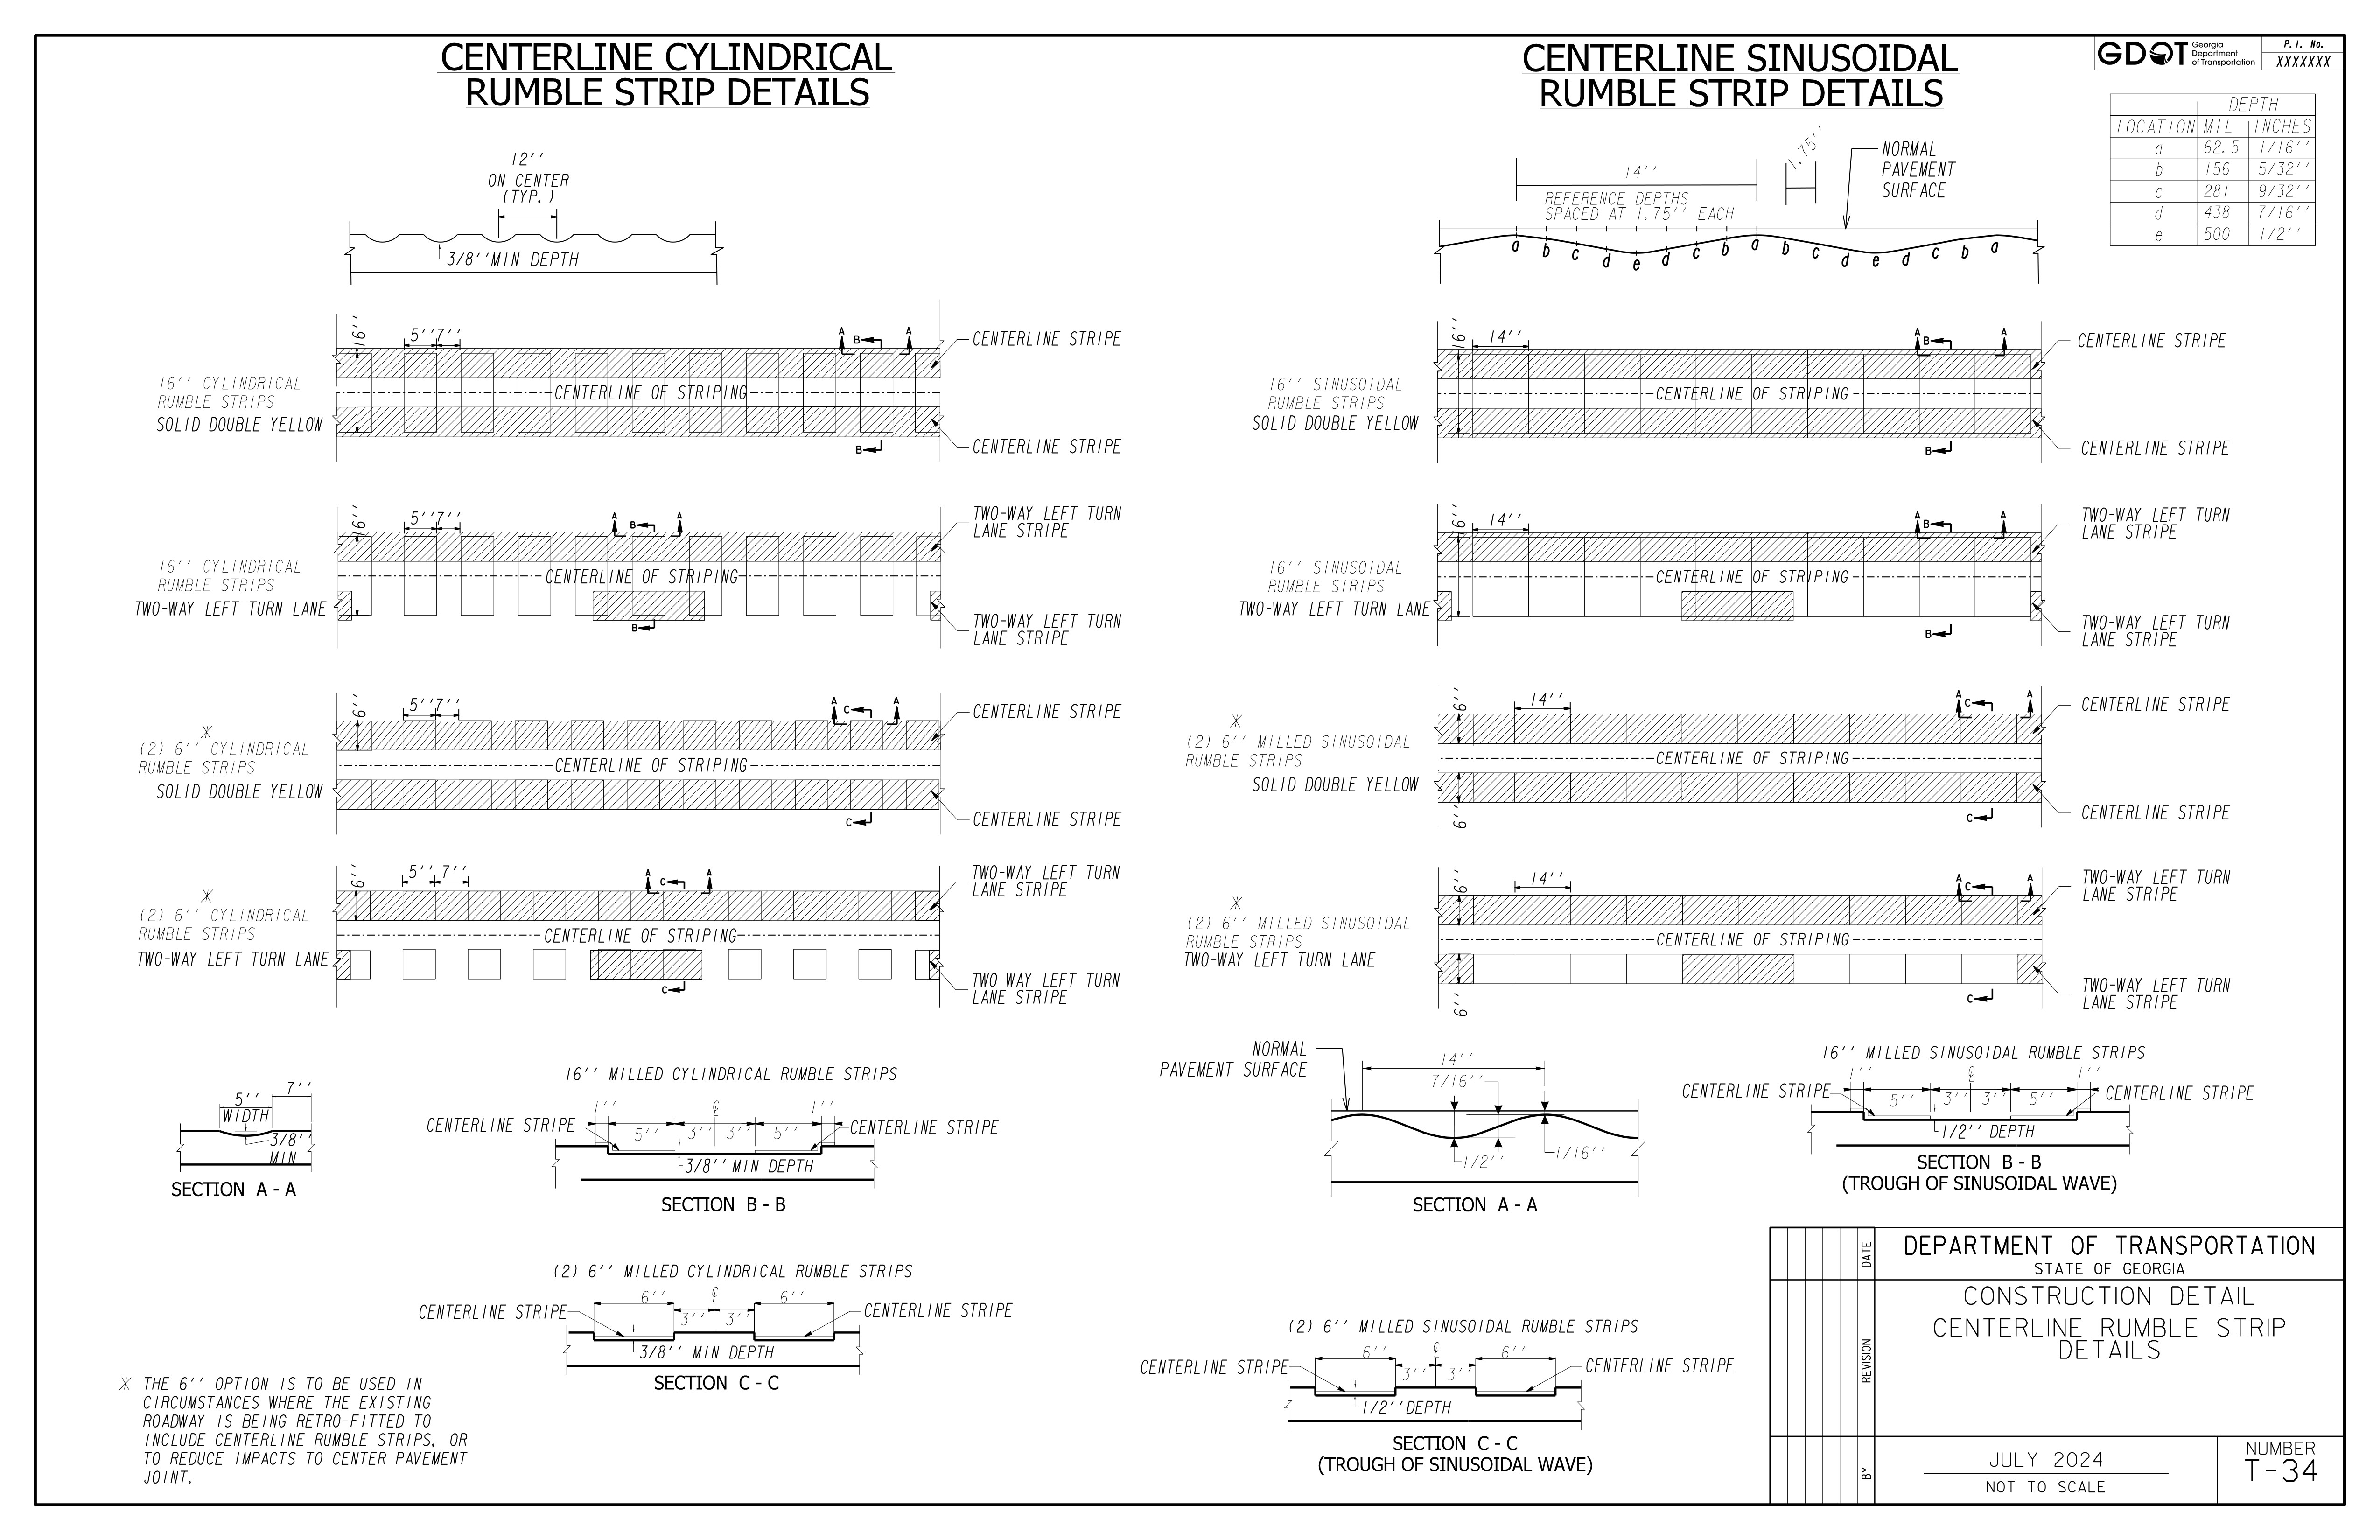 CENTERLINE CYLINDRICAL
RUMBLE STRIP DETAILS
12''
ON CENTER
(TYP.)
3/8''MIN DEPTH
16''
5''
7''
A
B
A
CENTERLINE STRIPE
16'' CYLINDRICAL
RUMBLE STRIPS
SOLID DOUBLE YELLOW
CENTERLINE OF STRIPING
CENTERLINE STRIPE
B
16''
5''
7''
A
B
A
TWO-WAY LEFT TURN
LANE STRIPE
16'' CYLINDRICAL
RUMBLE STRIPS
TWO-WAY LEFT TURN LANE
CENTERLINE OF STRIPING
TWO-WAY LEFT TURN
LANE STRIPE
B
6''
5''
7''
A
C
A
CENTERLINE STRIPE
Ж
(2) 6'' CYLINDRICAL
RUMBLE STRIPS
SOLID DOUBLE YELLOW
CENTERLINE OF STRIPING
CENTERLINE STRIPE
C
6''
5''
7''
A
C
A
TWO-WAY LEFT TURN
LANE STRIPE
Ж
(2) 6'' CYLINDRICAL
RUMBLE STRIPS
TWO-WAY LEFT TURN LANE
CENTERLINE OF STRIPING
TWO-WAY LEFT TURN
LANE STRIPE
C
5''
WIDTH
7''
3/8''
MIN
SECTION A - A
16'' MILLED CYLINDRICAL RUMBLE STRIPS
CENTERLINE STRIPE
1''
5''
3''
℄
3''
5''
1''
CENTERLINE STRIPE
3/8'' MIN DEPTH
SECTION B - B
(2) 6'' MILLED CYLINDRICAL RUMBLE STRIPS
CENTERLINE STRIPE
6''
3''
℄
3''
6''
CENTERLINE STRIPE
3/8'' MIN DEPTH
SECTION C - C
Ж THE 6'' OPTION IS TO BE USED IN
CIRCUMSTANCES WHERE THE EXISTING
ROADWAY IS BEING RETRO-FITTED TO
INCLUDE CENTERLINE RUMBLE STRIPS, OR
TO REDUCE IMPACTS TO CENTER PAVEMENT
JOINT.
CENTERLINE SINUSOIDAL
RUMBLE STRIP DETAILS
14''
1.75''
REFERENCE DEPTHS
SPACED AT 1.75'' EACH
NORMAL
PAVEMENT
SURFACE
a b c d e d c b a b c d e d c b a
16''
14''
A
B
A
CENTERLINE STRIPE
16'' SINUSOIDAL
RUMBLE STRIPS
SOLID DOUBLE YELLOW
CENTERLINE OF STRIPING
CENTERLINE STRIPE
B
16''
14''
A
B
A
TWO-WAY LEFT TURN
LANE STRIPE
16'' SINUSOIDAL
RUMBLE STRIPS
TWO-WAY LEFT TURN LANE
CENTERLINE OF STRIPING
TWO-WAY LEFT TURN
LANE STRIPE
B
6''
14''
A
C
A
CENTERLINE STRIPE
Ж
(2) 6'' MILLED SINUSOIDAL
RUMBLE STRIPS
SOLID DOUBLE YELLOW
CENTERLINE OF STRIPING
6''
CENTERLINE STRIPE
C
6''
14''
A
C
A
TWO-WAY LEFT TURN
LANE STRIPE
Ж
(2) 6'' MILLED SINUSOIDAL
RUMBLE STRIPS
TWO-WAY LEFT TURN LANE
CENTERLINE OF STRIPING
6''
TWO-WAY LEFT TURN
LANE STRIPE
C
NORMAL
PAVEMENT SURFACE
14''
7/16''
1/2''
1/16''
SECTION A - A
16'' MILLED SINUSOIDAL RUMBLE STRIPS
CENTERLINE STRIPE
1''
5''
3''
℄
3''
5''
1''
CENTERLINE STRIPE
1/2'' DEPTH
SECTION B - B
(TROUGH OF SINUSOIDAL WAVE)
(2) 6'' MILLED SINUSOIDAL RUMBLE STRIPS
CENTERLINE STRIPE
6''
3''
℄
3''
6''
CENTERLINE STRIPE
1/2''DEPTH
SECTION C - C
(TROUGH OF SINUSOIDAL WAVE)
GDOT
Georgia
Department
of Transportation
P.I. No.
XXXXXXX
DEPTH
LOCATION MIL INCHES
a 62.5 1/16''
b 156 5/32''
c 281 9/32''
d 438 7/16''
e 500 1/2''
DATE
REVISION
BY
DEPARTMENT OF TRANSPORTATION
STATE OF GEORGIA
CONSTRUCTION DETAIL
CENTERLINE RUMBLE STRIP
DETAILS
JULY 2024
NOT TO SCALE
NUMBER
T-34